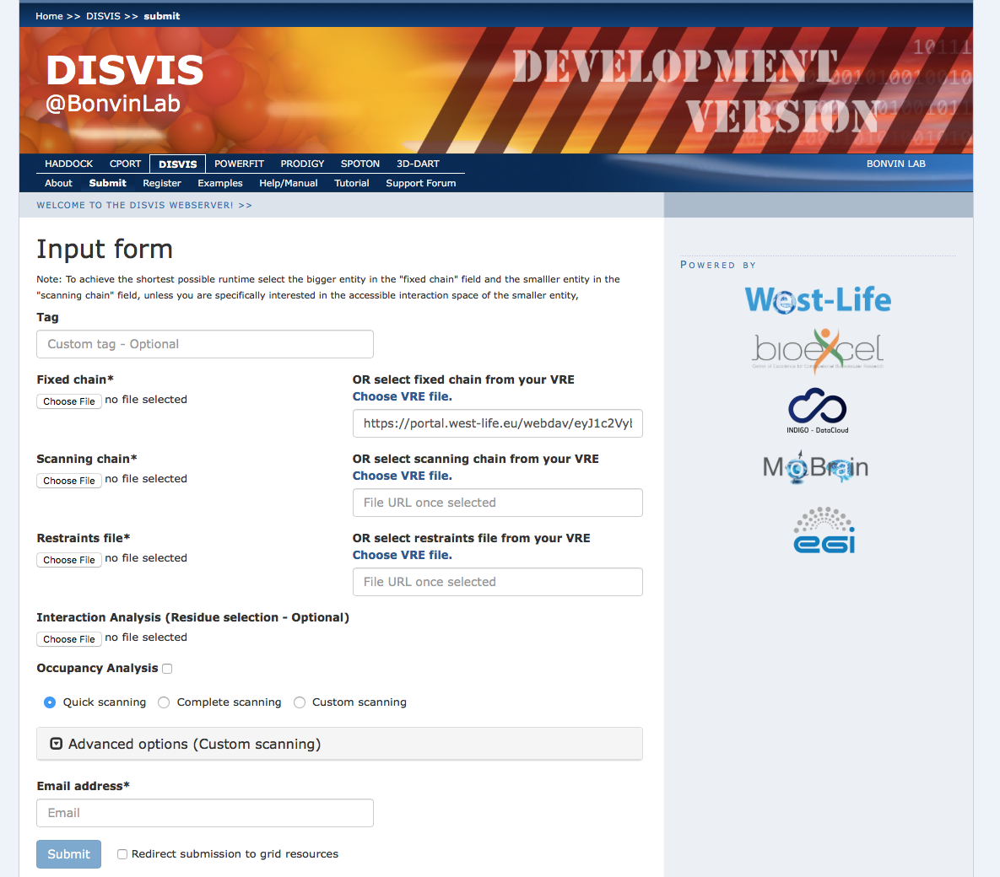 Home >> DISVIS >> submit
DISVIS
@BonvinLab
DEVELOPMENT
VERSION
HADDOCK CPORT DISVIS POWERFIT PRODIGY SPOTON 3D-DART BONVIN LAB
About Submit Register Examples Help/Manual Tutorial Support Forum
WELCOME TO THE DISVIS WEBSERVER! >>
Input form
Note: To achieve the shortest possible runtime select the bigger entity in the "fixed chain" field and the smalller entity in the
"scanning chain" field, unless you are specifically interested in the accessible interaction space of the smaller entity,
Tag
Custom tag - Optional
Fixed chain* OR select fixed chain from your VRE
Choose File no file selected Choose VRE file.
https://portal.west-life.eu/webdav/eyJ1c2Vyl
Scanning chain* OR select scanning chain from your VRE
Choose File no file selected Choose VRE file.
File URL once selected
Restraints file* OR select restraints file from your VRE
Choose File no file selected Choose VRE file.
File URL once selected
Interaction Analysis (Residue selection - Optional)
Choose File no file selected
Occupancy Analysis
Quick scanning Complete scanning Custom scanning
Advanced options (Custom scanning)
Email address*
Email
Submit Redirect submission to grid resources
POWERED BY
West-Life
bioexcel
Center of Excellence for Computational Biomolecular Research
INDIGO - DataCloud
MoBrain
egi